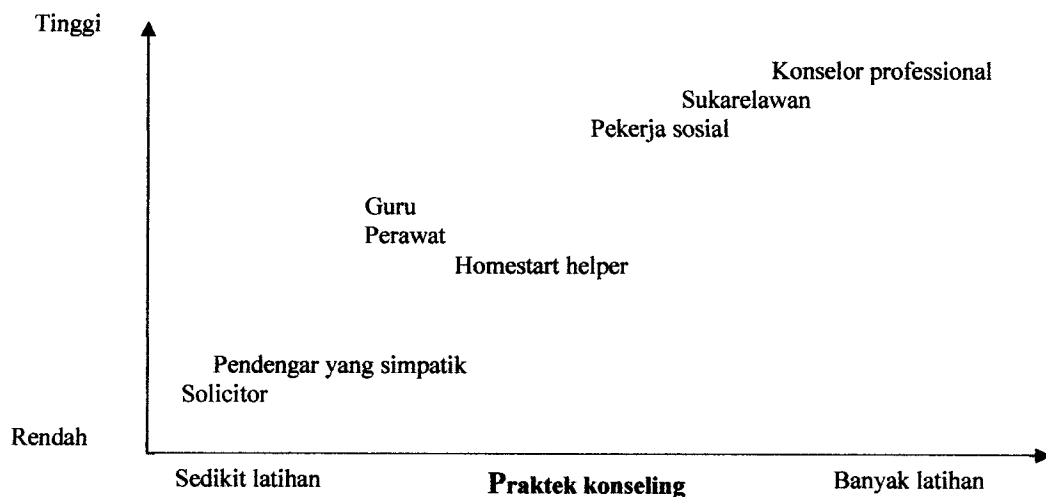 Tinggi
Konselor professional
Sukarelawan
Pekerja sosial
Guru
Perawat
Homestart helper
Pendengar yang simpatik
Solicitor
Rendah
Sedikit latihan Praktek konseling Banyak latihan